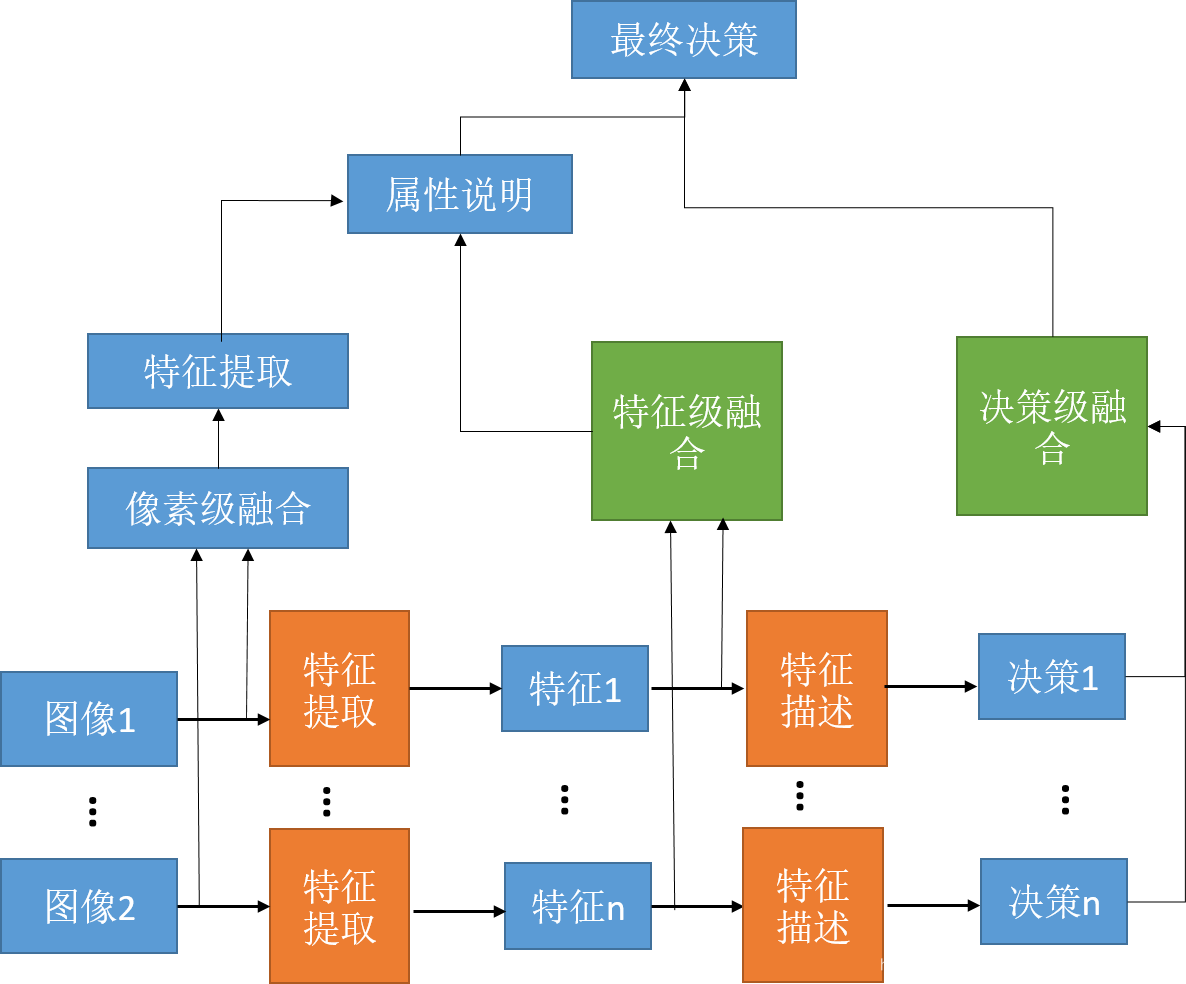 最终决策
属性说明
特征提取
特征级融
合
决策级融
合
像素级融合
图像1
特征
提取
特征1
特征
描述
决策1
图像2
特征
提取
特征n
特征
描述
决策n